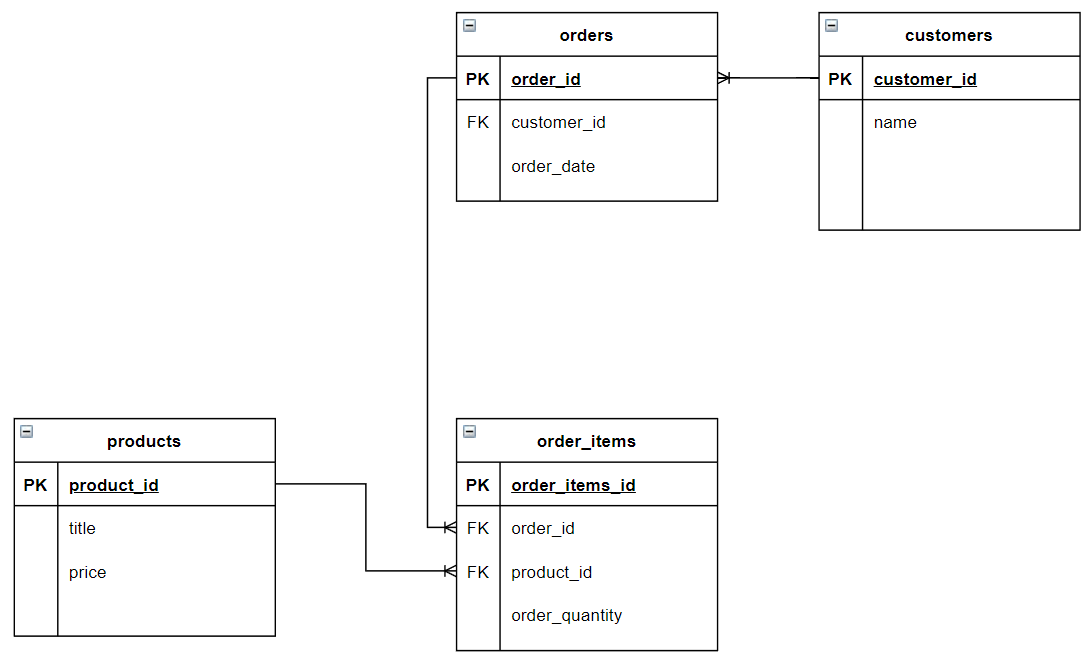 orders
PK order_id
FK customer_id
order_date
customers
PK customer_id
name
products
PK product_id
title
price
order_items
PK order_items_id
FK order_id
FK product_id
order_quantity